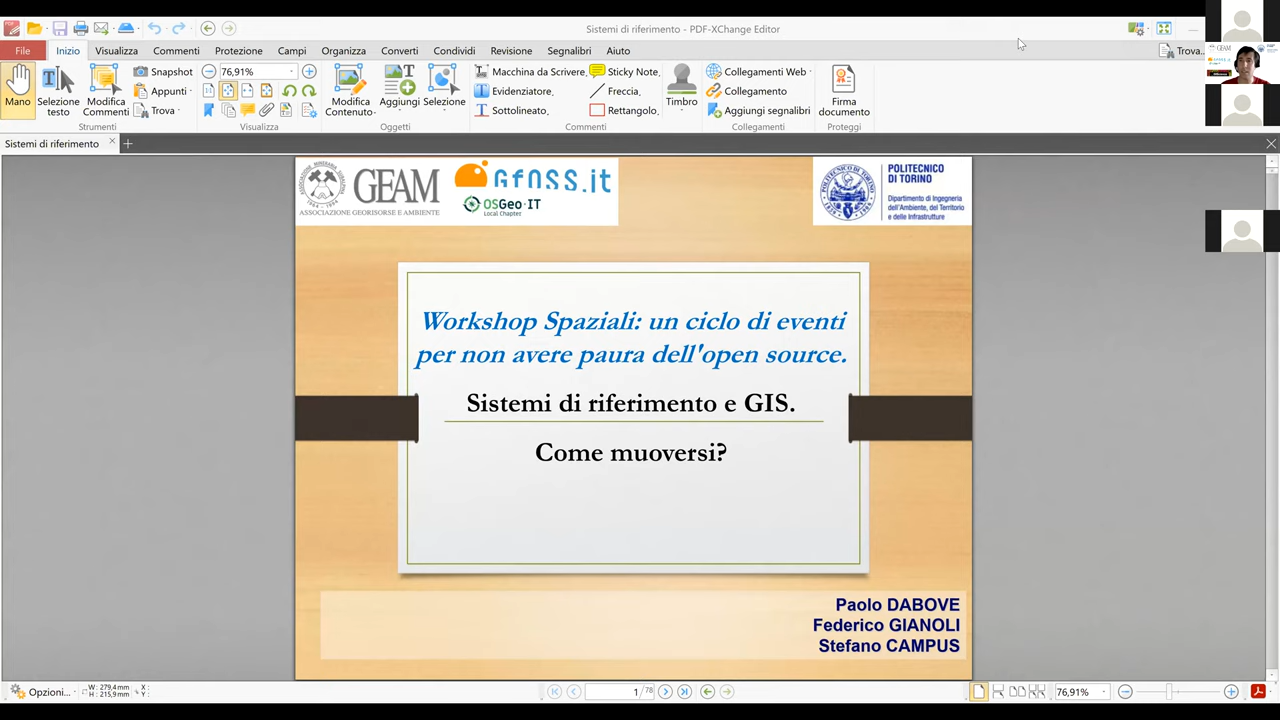 Sistemi di riferimento - PDF-XChange Editor
File Inizio Visualizza Commenti Protezione Campi Organizza Converti Condividi Revisione Segnalibri Aiuto Trova...
Mano
Selezione testo
Modifica Commenti
Snapshot
Appunti
Trova
Strumenti
76,91%
Visualizza
Modifica Contenuto
Aggiungi
Selezione
Oggetti
Macchina da Scrivere
Evidenziatore
Sottolineato
Sticky Note
Freccia
Rettangolo
Timbro
Commenti
Collegamenti Web
Collegamento
Aggiungi segnalibri
Collegamenti
Firma documento
Proteggi
Sistemi di riferimento
GEAM
ASSOCIAZIONE GEORISORSE E AMBIENTE
GFOSS.it
OSGeo·IT
Local Chapter
POLITECNICO
DI TORINO
Dipartimento di Ingegneria
dell'Ambiente, del Territorio
e delle Infrastrutture
Workshop Spaziali: un ciclo di eventi
per non avere paura dell'open source.
Sistemi di riferimento e GIS.
Come muoversi?
Paolo DABOVE
Federico GIANOLI
Stefano CAMPUS
Opzioni...
W: 279,4 mm
H: 215,9 mm
X:
Y:
1 /78
76,91%